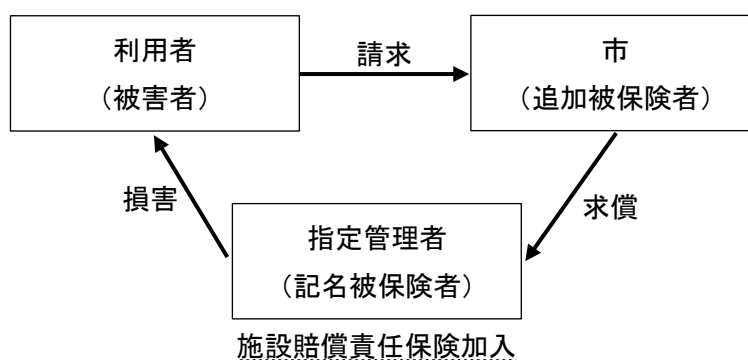 利用者
(被害者)
請求
市
(追加被保険者)
損害
求償
指定管理者
(記名被保険者)
施設賠償責任保険加入